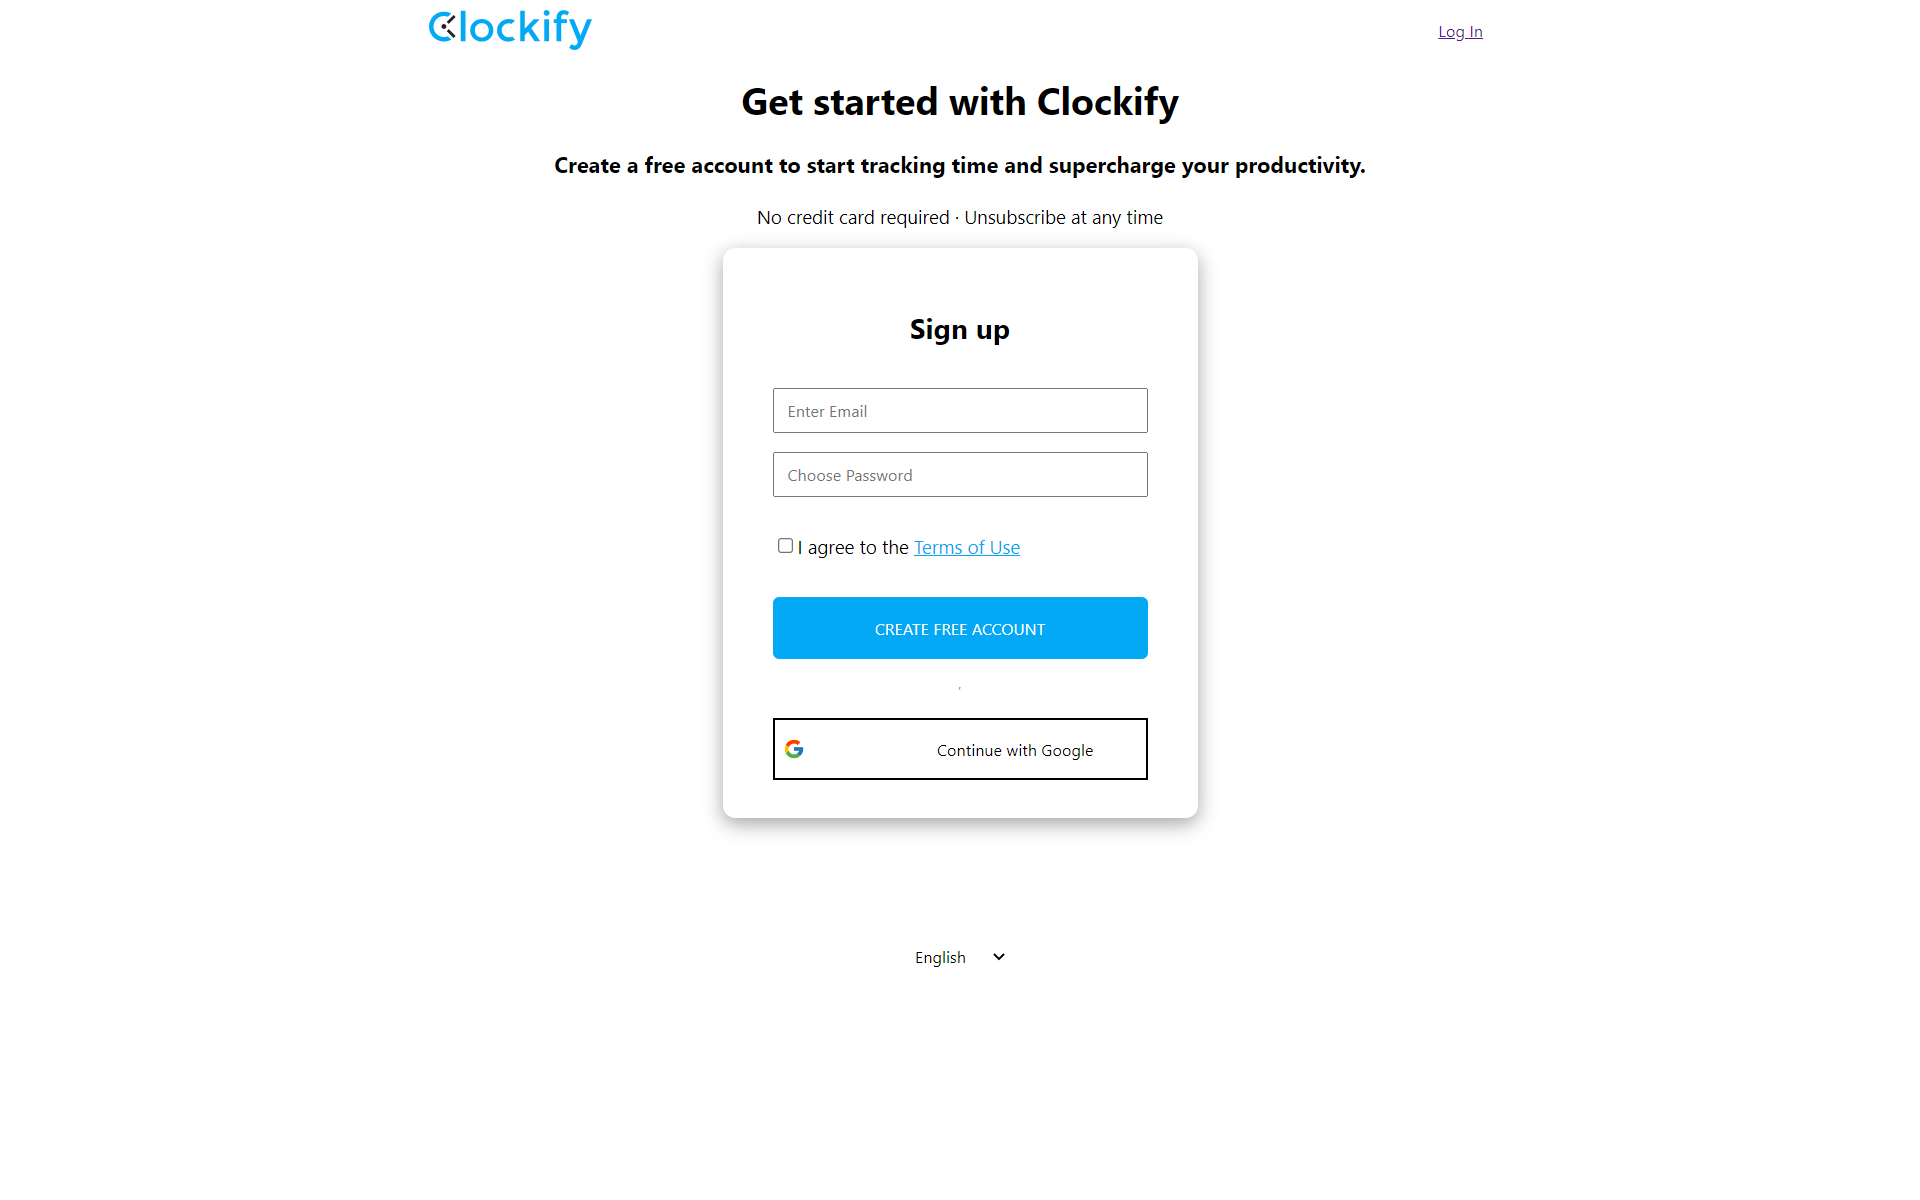 Clockify
Log In
Get started with Clockify
Create a free account to start tracking time and supercharge your productivity.
No credit card required · Unsubscribe at any time
Sign up
Enter Email
Choose Password
I agree to the Terms of Use
CREATE FREE ACCOUNT
Continue with Google
English